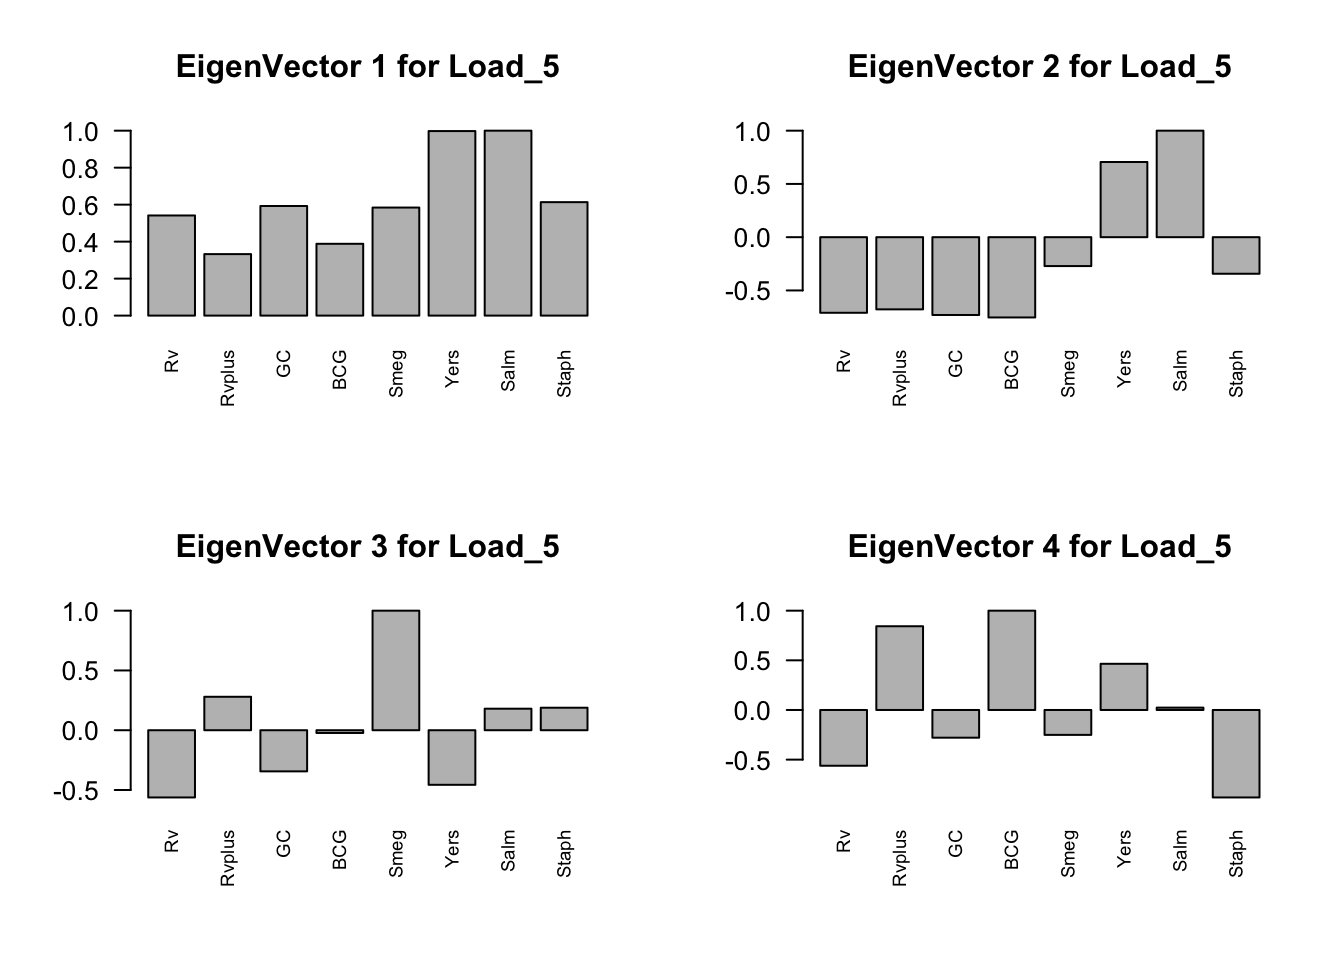 EigenVector 1 for Load_5
1.0
0.8
0.6
0.4
0.2
0.0
Rv
Rvplus
GC
BCG
Smeg
Yers
Salm
Staph
EigenVector 2 for Load_5
1.0
0.5
0.0
-0.5
Rv
Rvplus
GC
BCG
Smeg
Yers
Salm
Staph
EigenVector 3 for Load_5
1.0
0.5
0.0
-0.5
Rv
Rvplus
GC
BCG
Smeg
Yers
Salm
Staph
EigenVector 4 for Load_5
1.0
0.5
0.0
-0.5
Rv
Rvplus
GC
BCG
Smeg
Yers
Salm
Staph